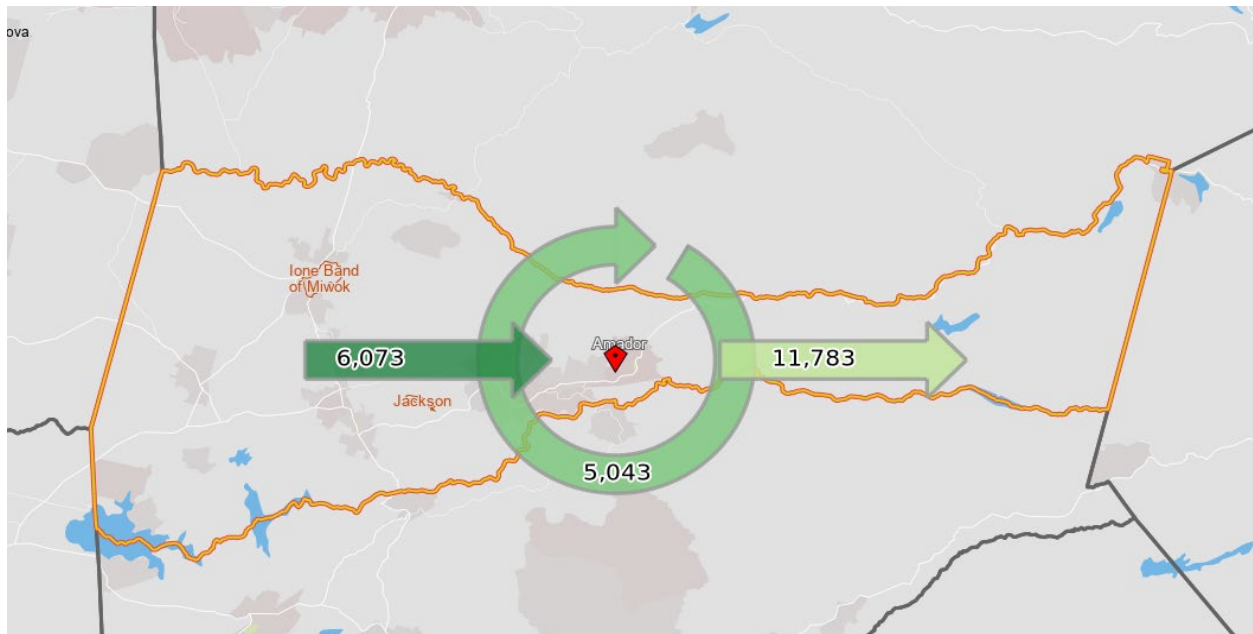 ova
Ione Band
of Miwok
Amador
6,073
11,783
Jackson
5,043